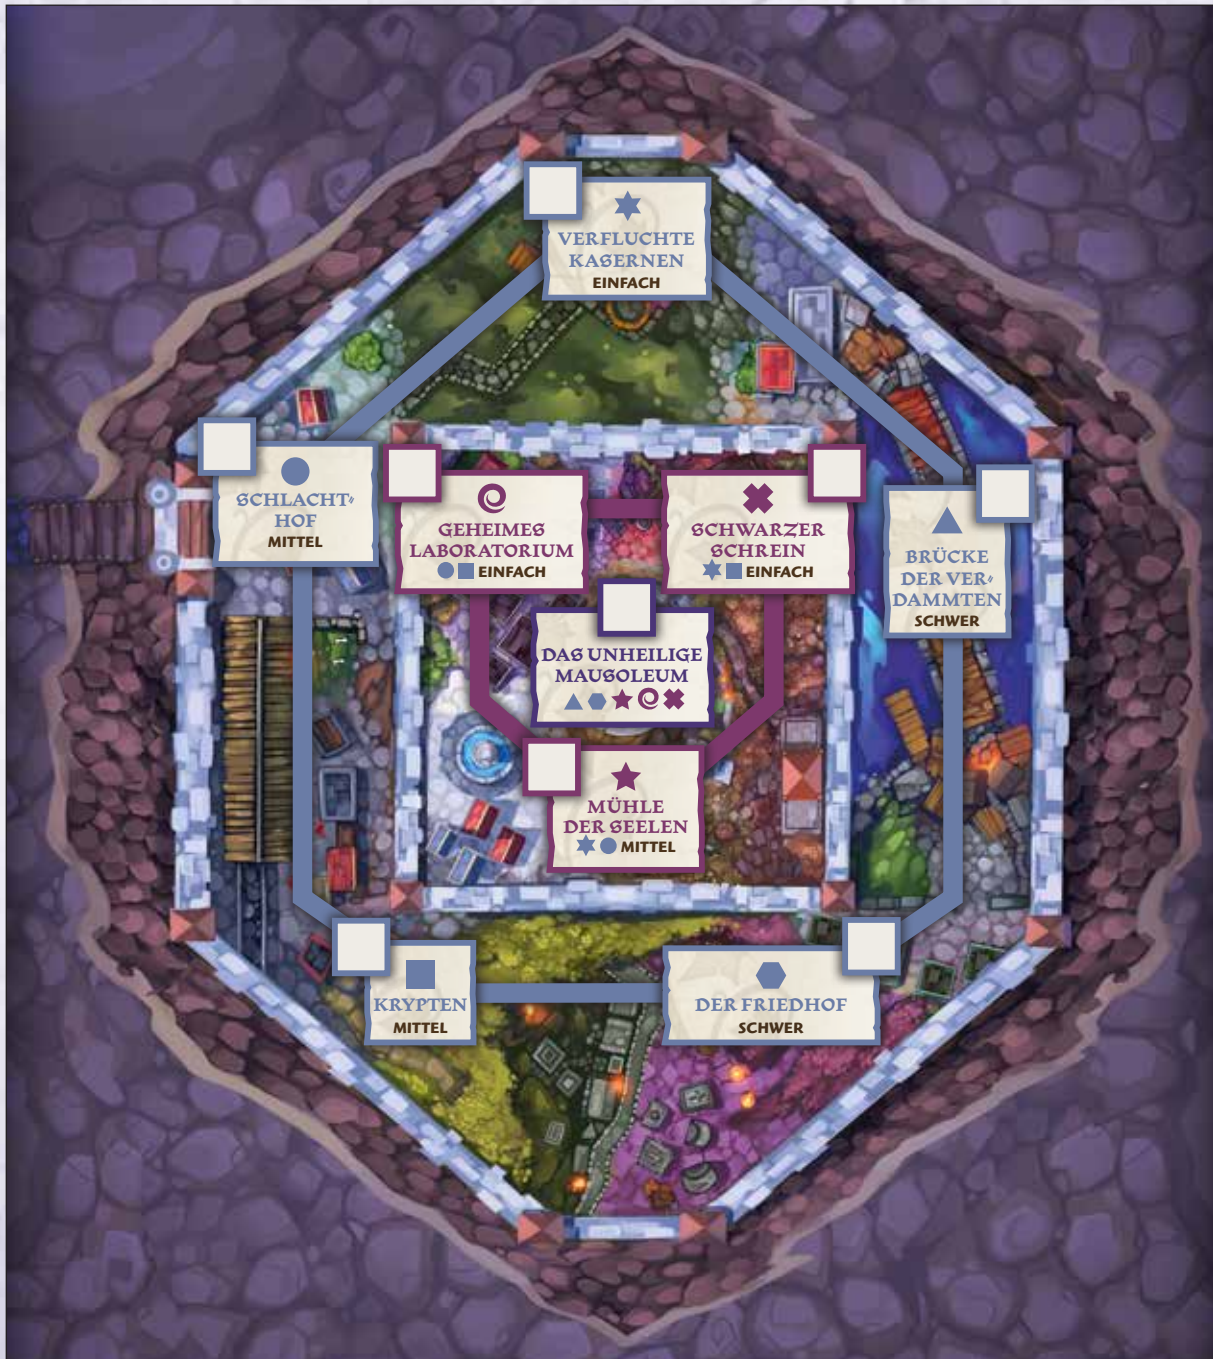 VERFLUCHTE
KASERNEN
EINFACH
SCHLACHT-
HOF
MITTEL
GEHEIMES
LABORATORIUM
EINFACH
SCHWARZER
SCHREIN
EINFACH
BRÜCKE
DER VER-
DAMMTEN
SCHWER
DAS UNHEILIGE
MAUSOLEUM
MÜHLE
DER SEELEN
MITTEL
KRYPTEN
MITTEL
DER FRIEDHOF
SCHWER